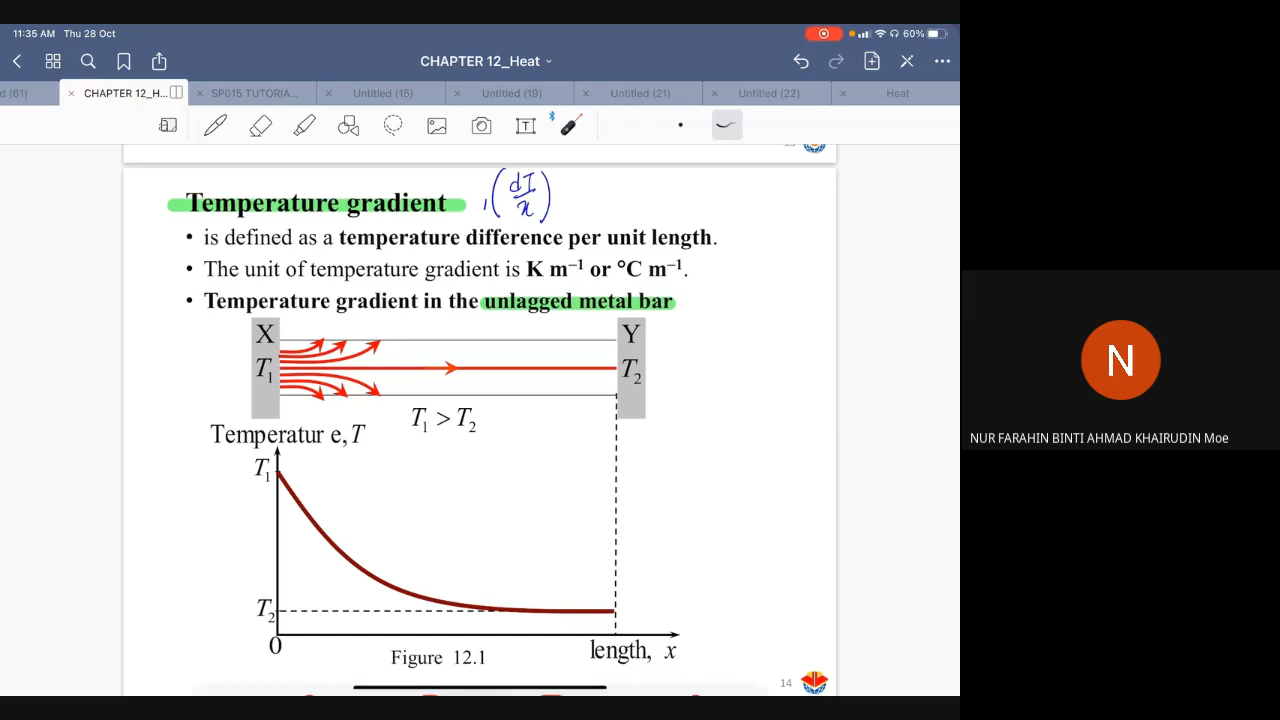 11:35 AM Thu 28 Oct
60%
CHAPTER 12_Heat
d (61)
CHAPTER 12_H...
SP015 TUTORIA...
Untitled (15)
Untitled (19)
Untitled (21)
Untitled (22)
Heat
T
Temperature gradient (dT/x)
• is defined as a temperature difference per unit length.
• The unit of temperature gradient is K m⁻¹ or °C m⁻¹.
• Temperature gradient in the unlagged metal bar
X
Y
T₁
T₂
T₁ > T₂
Temperatur e, T
T₁
T₂
0
length, x
Figure 12.1
14
N
NUR FARAHIN BINTI AHMAD KHAIRUDIN Moe